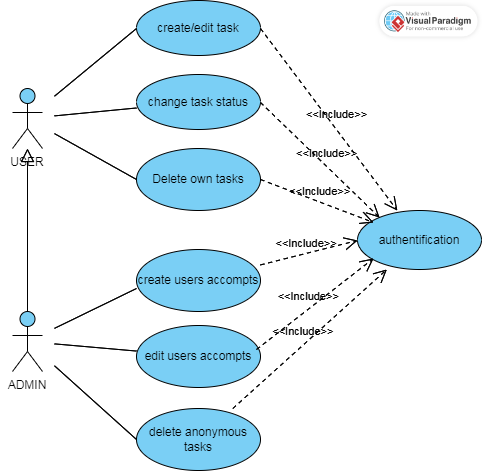 Made with
Visual Paradigm
For non-commercial use
create/edit task
<<Include>>
change task status
<<Include>>
USER
Delete own tasks
<<Include>>
authentification
<<Include>>
create users accompts
<<Include>>
<<Include>>
edit users accompts
ADMIN
delete anonymous
tasks